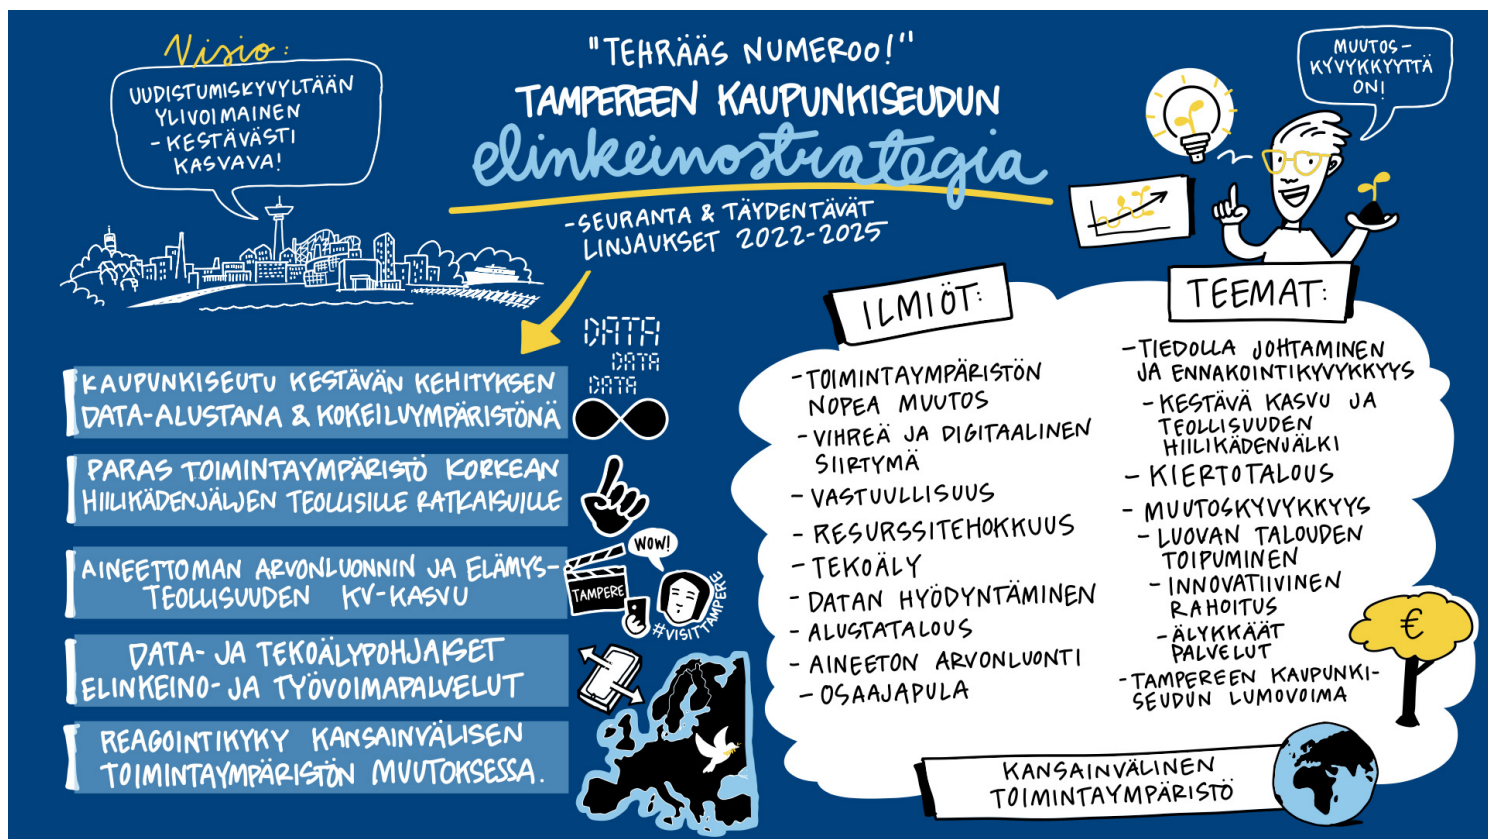 Visio:
UUDISTUMISKYVYLTÄÄN
YLIVOIMAINEN
- KESTÄVÄSTI
KASVAVA!
"TEHRÄÄS NUMEROO!"
TAMPEREEN KAUPUNKISEUDUN
elinkeinostrategia
- SEURANTA & TÄYDENTÄVÄT
LINJAUKSET 2022-2025
MUUTOS-
KYVYKKYYTTÄ
ON!
DATA
DATA
DATA
KAUPUNKISEUTU KESTÄVÄN KEHITYKSEN
DATA-ALUSTANA & KOKEILUYMPÄRISTÖNÄ
PARAS TOIMINTAYMPÄRISTÖ KORKEAN
HIILIKÄDENJÄLJEN TEOLLISILLE RATKAISUILLE
AINEETTOMAN ARVONLUONNIN JA ELÄMYS-
TEOLLISUUDEN KV-KASVU
WOW!
TAMPERE
#VISITTAMPERE
DATA- JA TEKOÄLYPOHJAISET
ELINKEINO- JA TYÖVOIMAPALVELUT
REAGOINTIKYKY KANSAINVÄLISEN
TOIMINTAYMPÄRISTÖN MUUTOKSESSA.
ILMIÖT:
- TOIMINTAYMPÄRISTÖN
NOPEA MUUTOS
- VIHREÄ JA DIGITAALINEN
SIIRTYMÄ
- VASTUULLISUUS
- RESURSSITEHOKKUUS
- TEKOÄLY
- DATAN HYÖDYNTÄMINEN
- ALUSTATALOUS
- AINEETON ARVONLUONTI
- OSAAJAPULA
TEEMAT:
- TIEDOLLA JOHTAMINEN
JA ENNAKOINTIKYVYKKYYS
- KESTÄVÄ KASVU JA
TEOLLISUUDEN
HIILIKÄDENJÄLKI
- KIERTOTALOUS
- MUUTOSKYVYKKYYS
- LUOVAN TALOUDEN
TOIPUMINEN
- INNOVATIIVINEN
RAHOITUS
- ÄLYKKÄÄT
PALVELUT
- TAMPEREEN KAUPUNKI-
SEUDUN LUMOVOIMA
€
KANSAINVÄLINEN
TOIMINTAYMPÄRISTÖ